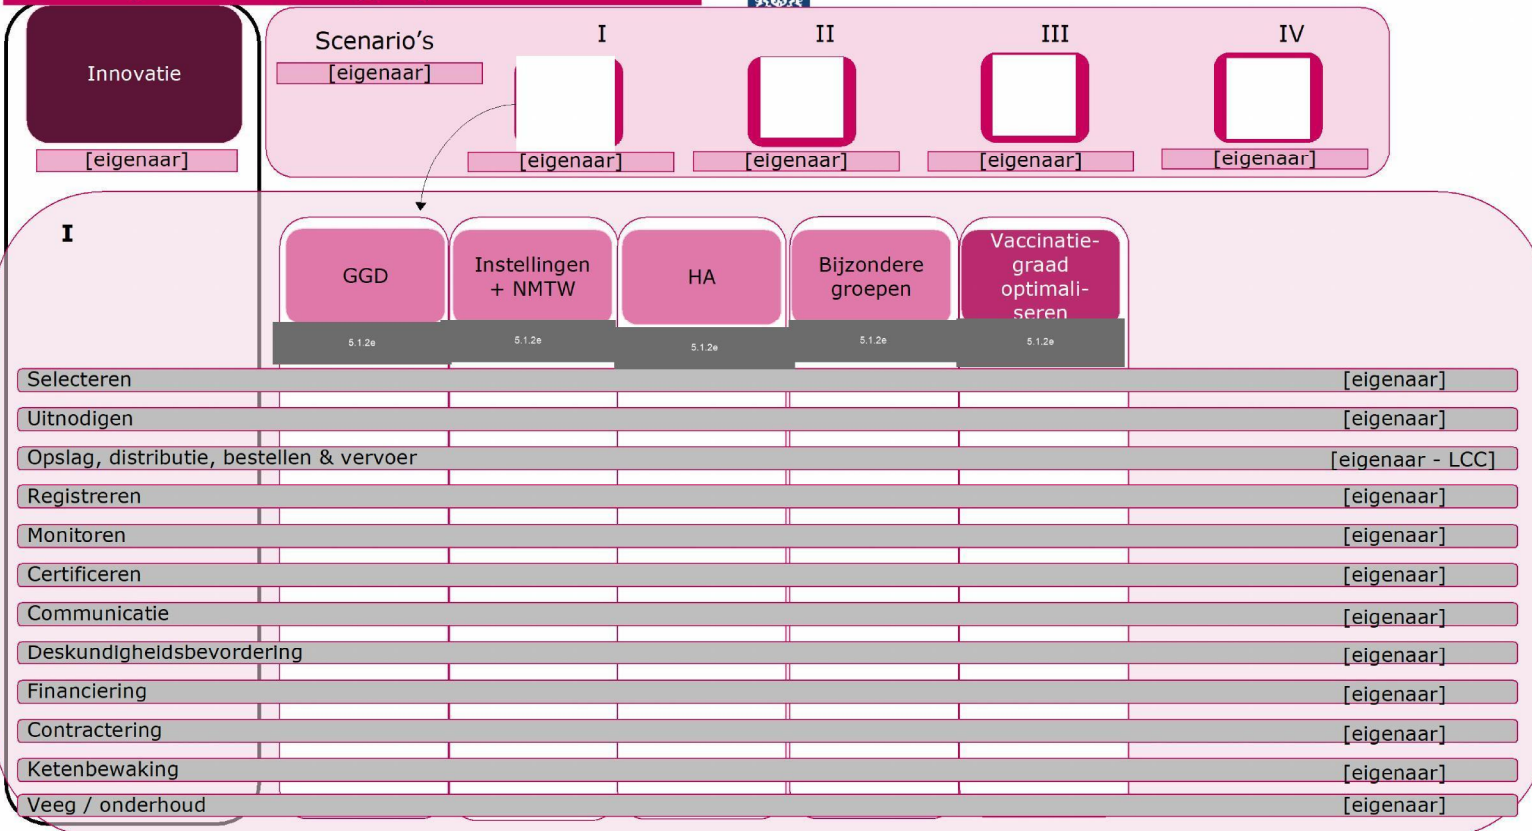 Innovatie
[eigenaar]
Scenario's
[eigenaar]
I
II
III
IV
[eigenaar]
[eigenaar]
[eigenaar]
[eigenaar]
I
GGD
Instellingen
+ NMTW
HA
Bijzondere
groepen
Vaccinatie-
graad
optimali-
seren
5.1.2e
5.1.2e
5.1.2e
5.1.2e
5.1.2e
Selecteren [eigenaar]
Uitnodigen [eigenaar]
Opslag, distributie, bestellen & vervoer [eigenaar - LCC]
Registreren [eigenaar]
Monitoren [eigenaar]
Certificeren [eigenaar]
Communicatie [eigenaar]
Deskundigheidsbevordering [eigenaar]
Financiering [eigenaar]
Contractering [eigenaar]
Ketenbewaking [eigenaar]
Veeg / onderhoud [eigenaar]